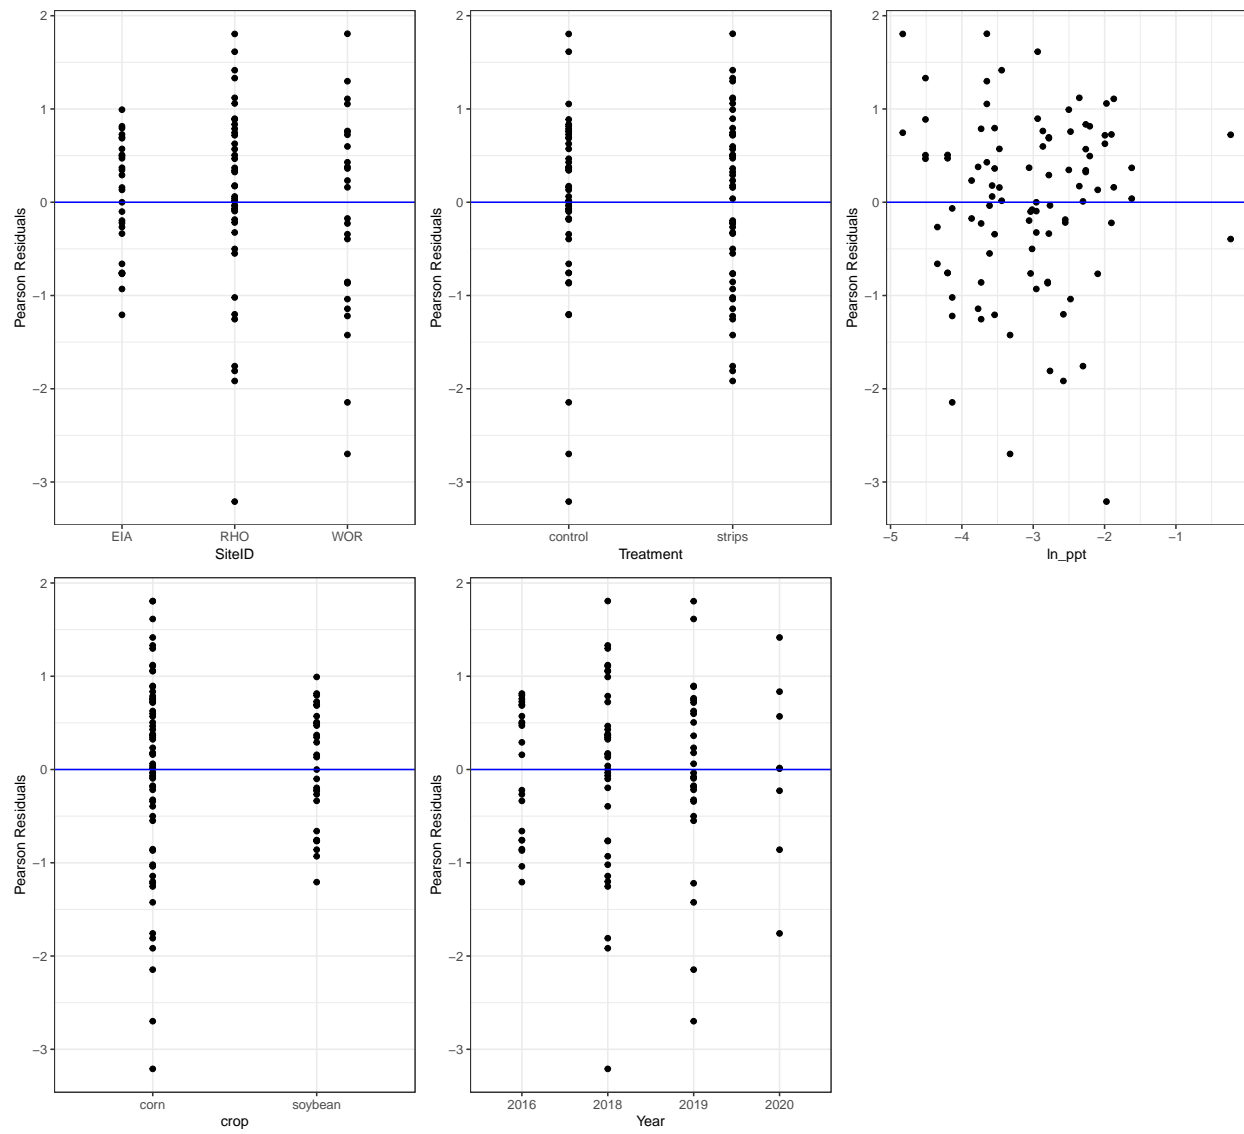 2
1
0
−1
−2
−3
Pearson Residuals
EIA RHO WOR
SiteID
2
1
0
−1
−2
−3
Pearson Residuals
control strips
Treatment
2
1
0
−1
−2
−3
Pearson Residuals
−5 −4 −3 −2 −1
ln_ppt
2
1
0
−1
−2
−3
Pearson Residuals
corn soybean
crop
2
1
0
−1
−2
−3
Pearson Residuals
2016 2018 2019 2020
Year